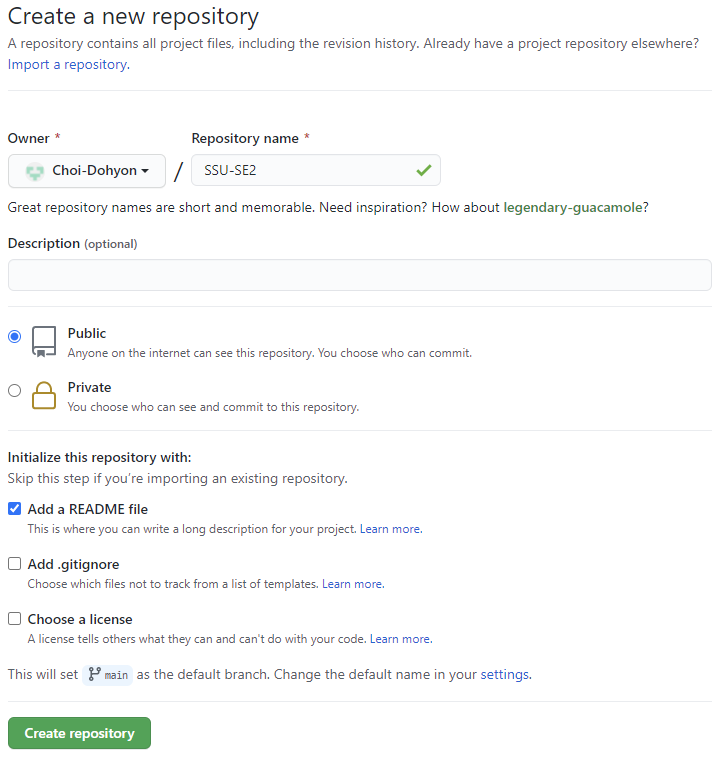 Create a new repository
A repository contains all project files, including the revision history. Already have a project repository elsewhere?
Import a repository.
Owner * Repository name *
Choi-Dohyon / SSU-SE2
Great repository names are short and memorable. Need inspiration? How about legendary-guacamole?
Description (optional)
Public
Anyone on the internet can see this repository. You choose who can commit.
Private
You choose who can see and commit to this repository.
Initialize this repository with:
Skip this step if you're importing an existing repository.
Add a README file
This is where you can write a long description for your project. Learn more.
Add .gitignore
Choose which files not to track from a list of templates. Learn more.
Choose a license
A license tells others what they can and can't do with your code. Learn more.
This will set main as the default branch. Change the default name in your settings.
Create repository